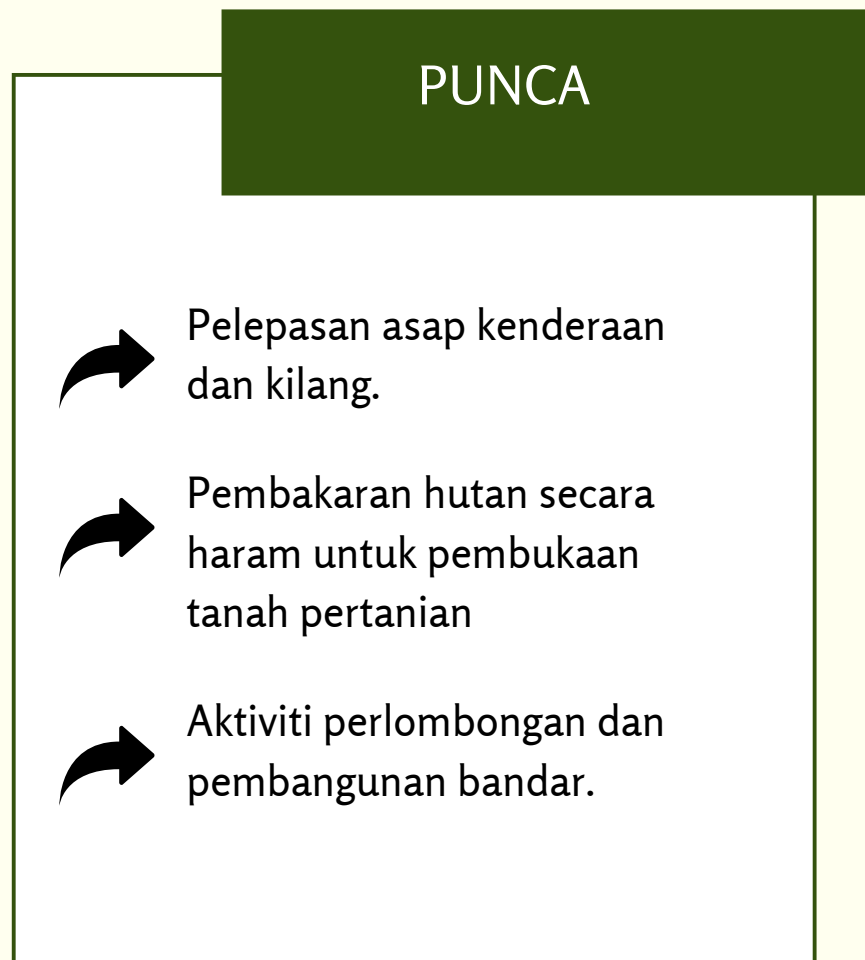 PUNCA
Pelepasan asap kenderaan
dan kilang.
Pembakaran hutan secara
haram untuk pembukaan
tanah pertanian
Aktiviti perlombongan dan
pembangunan bandar.